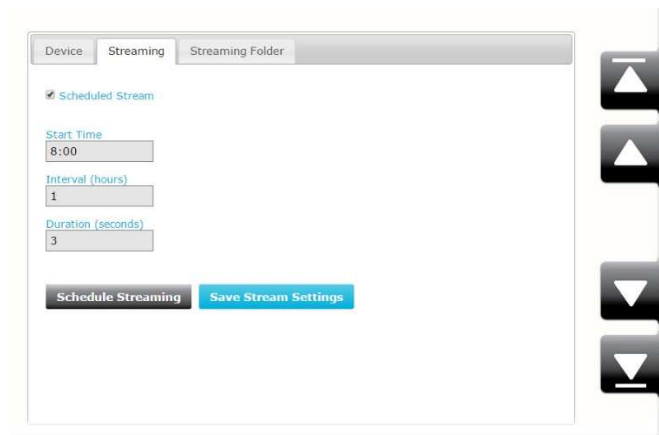 Device Streaming Streaming Folder
Scheduled Stream
Start Time
8:00
Interval (hours)
1
Duration (seconds)
3
Schedule Streaming Save Stream Settings